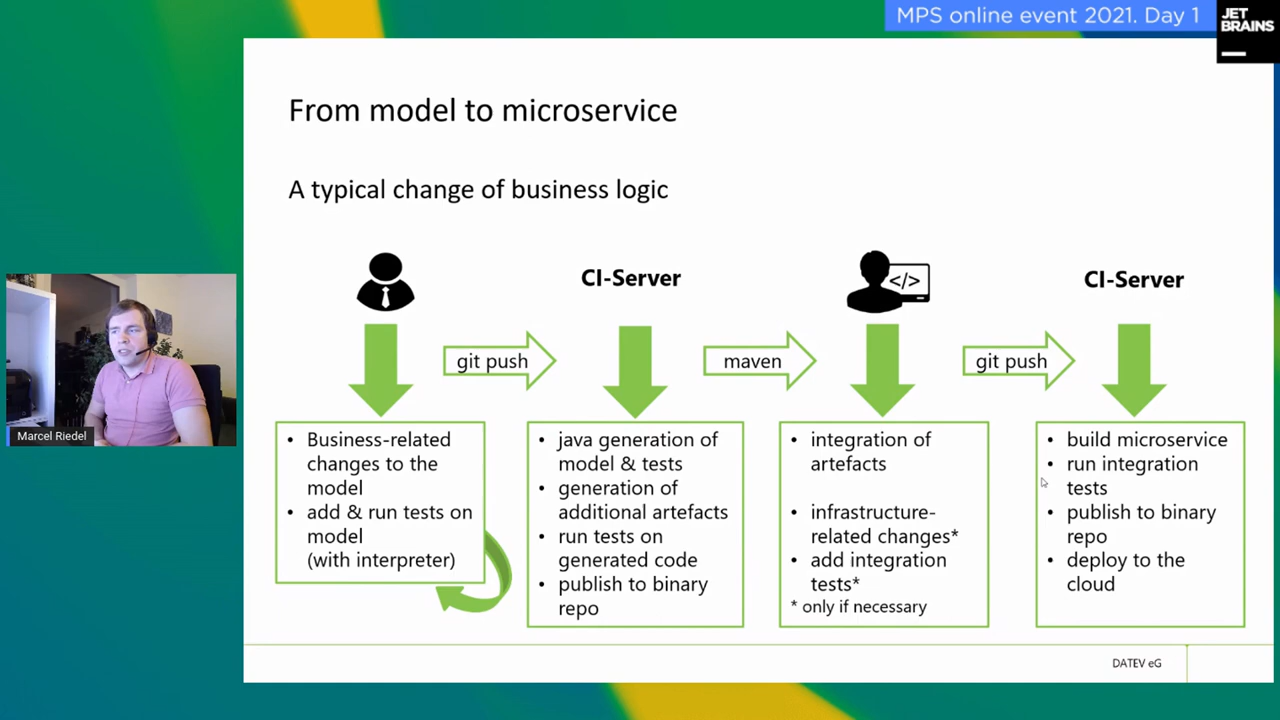 MPS online event 2021. Day 1
JET
BRAINS
From model to microservice
A typical change of business logic
CI-Server
</>
CI-Server
git push
maven
git push
• Business-related
changes to the
model
• add & run tests on
model
(with interpreter)
• java generation of
model & tests
• generation of
additional artefacts
• run tests on
generated code
• publish to binary
repo
• integration of
artefacts
• infrastructure-
related changes*
• add integration
tests*
* only if necessary
• build microservice
• run integration
tests
• publish to binary
repo
• deploy to the
cloud
Marcel Riedel
DATEV eG